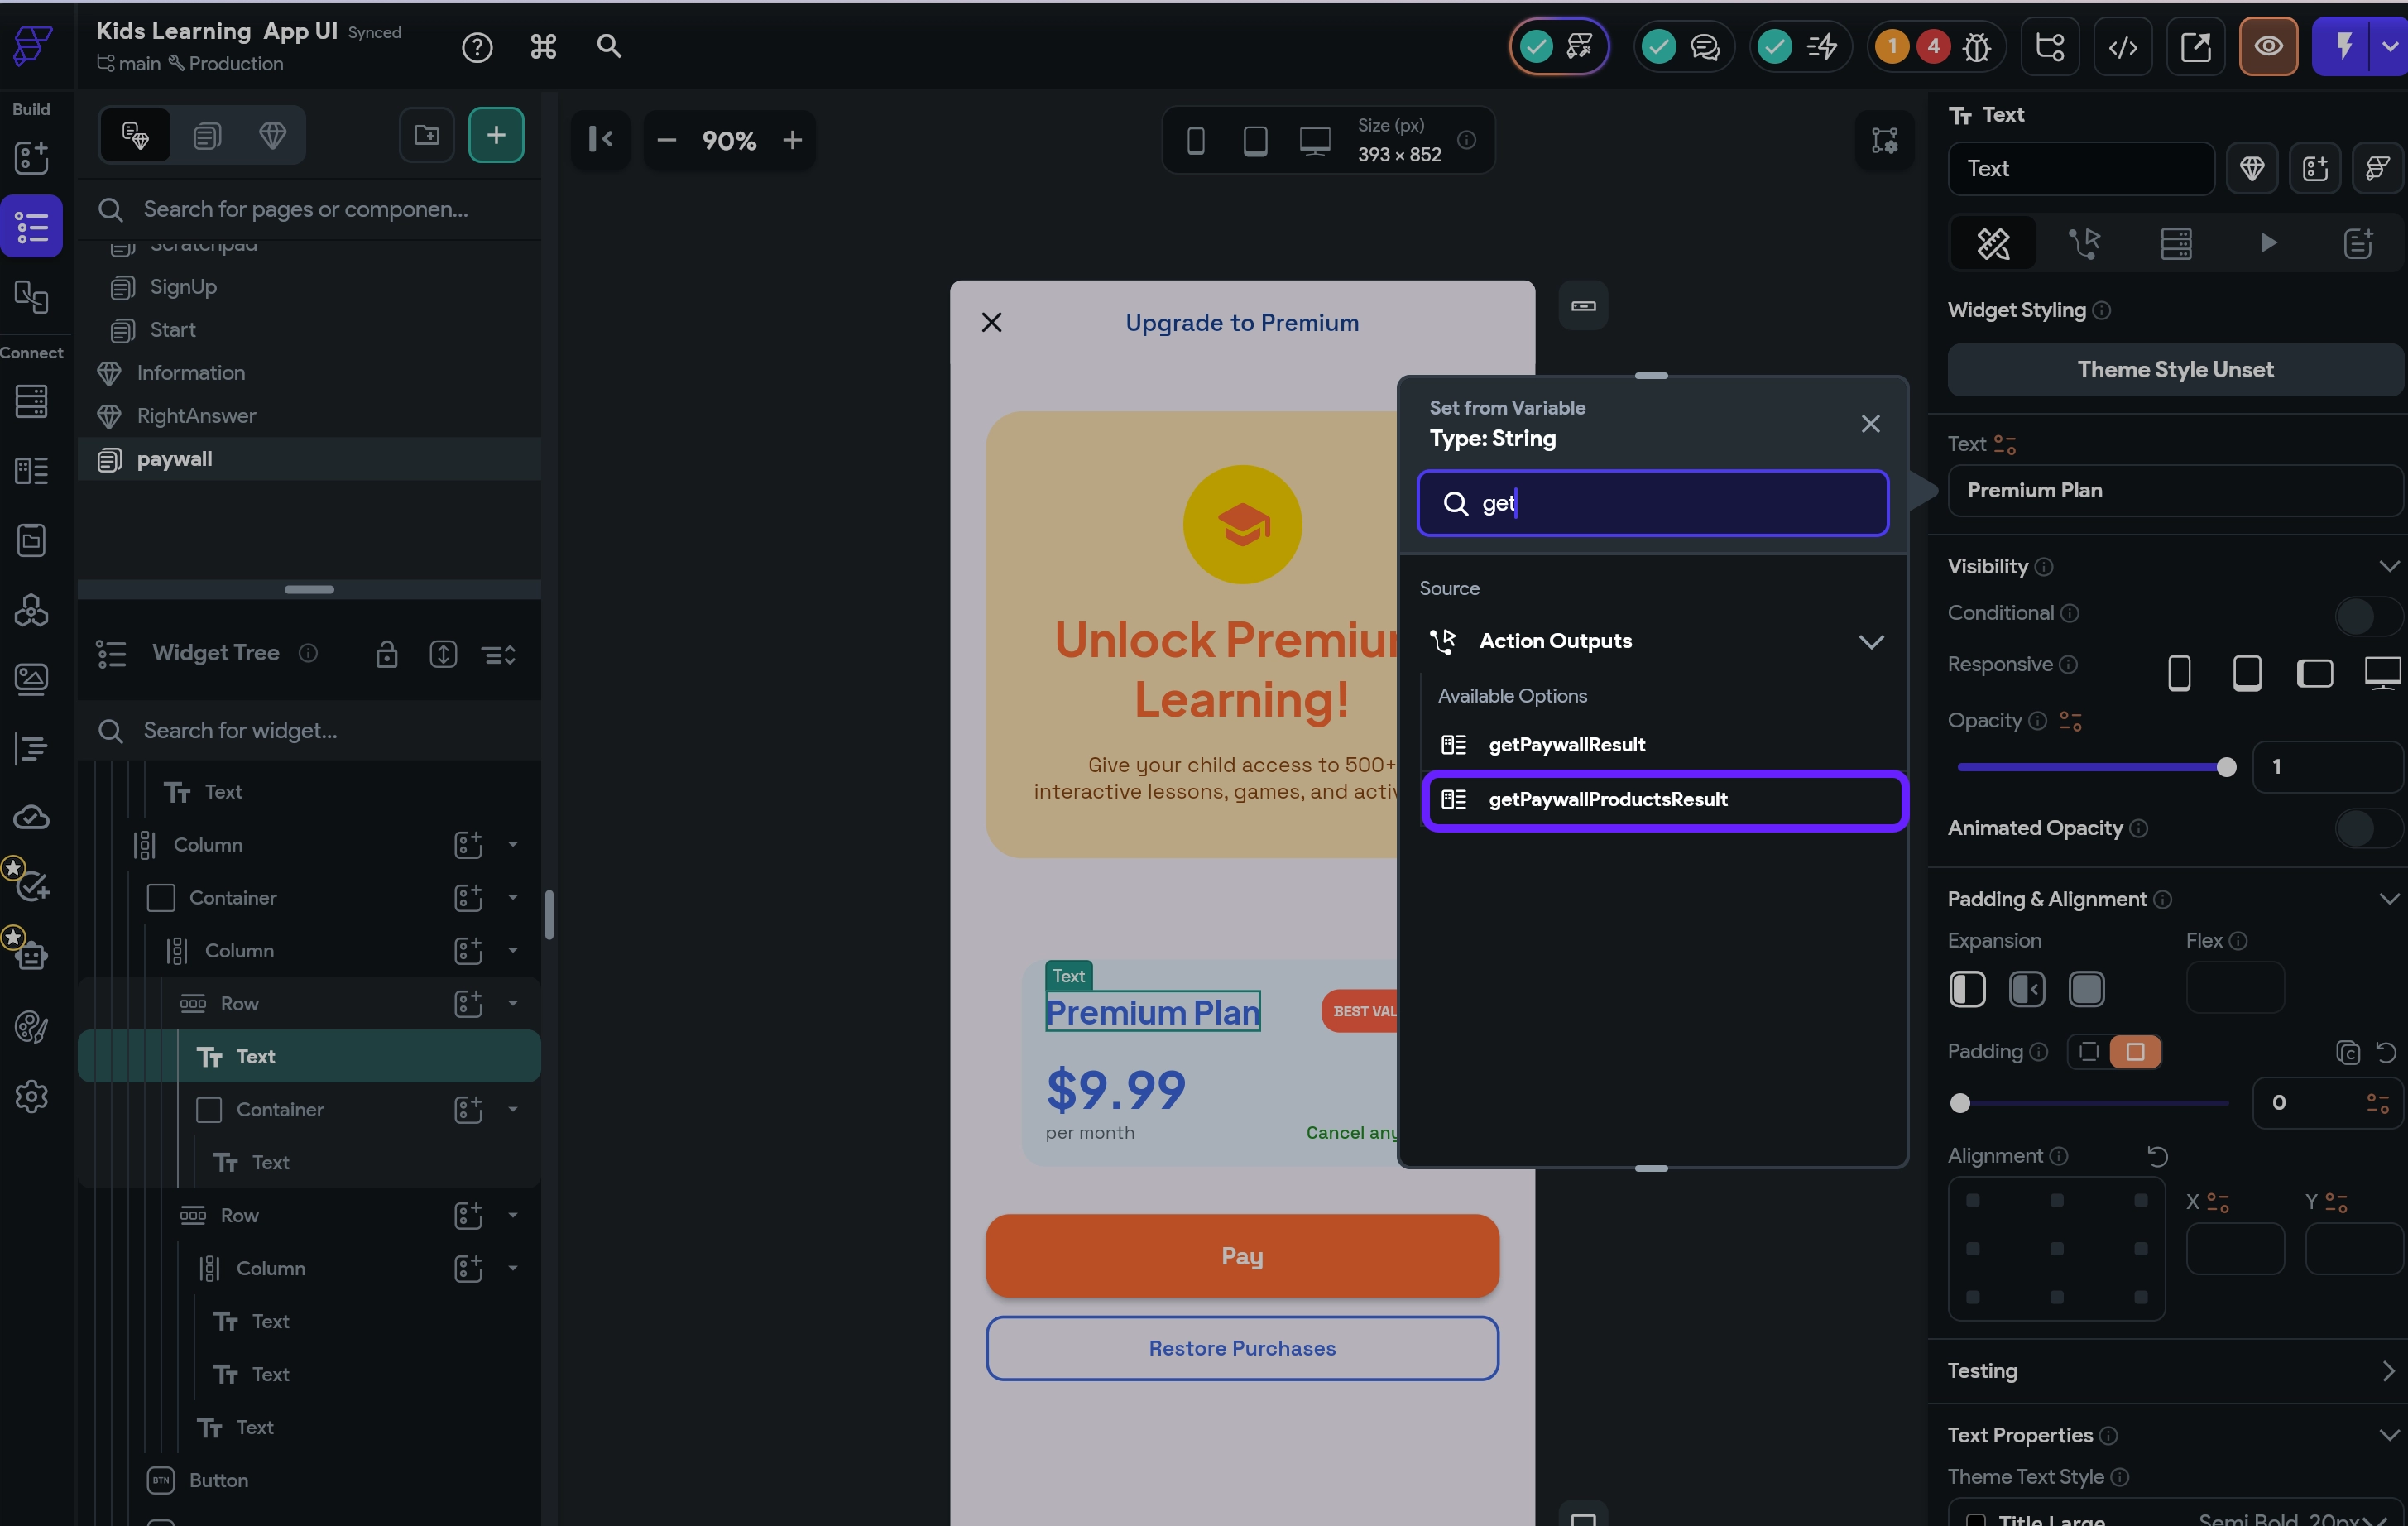 Kids Learning App UI Synced
main Production
1
4
Build
Connect
90%
Size (px)
393 × 852
Search for pages or componen...
Scratchpad
SignUp
Start
Information
RightAnswer
paywall
Widget Tree
Search for widget...
Text
Column
Container
Column
Row
Text
Container
Text
Row
Column
Text
Text
Text
BTN Button
Upgrade to Premium
Unlock Premium
Learning!
Give your child access to 500+
interactive lessons, games, and activ
Text
Premium Plan
BEST VAL
$9.99
per month
Cancel any
Pay
Restore Purchases
Set from Variable
Type: String
get
Source
Action Outputs
Available Options
getPaywallResult
getPaywallProductsResult
Text
Text
Widget Styling
Theme Style Unset
Text
Premium Plan
Visibility
Conditional
Responsive
Opacity
1
Animated Opacity
Padding & Alignment
Expansion
Flex
Padding
0
Alignment
X
Y
Testing
Text Properties
Theme Text Style
Title Large
Semi Bold, 20px